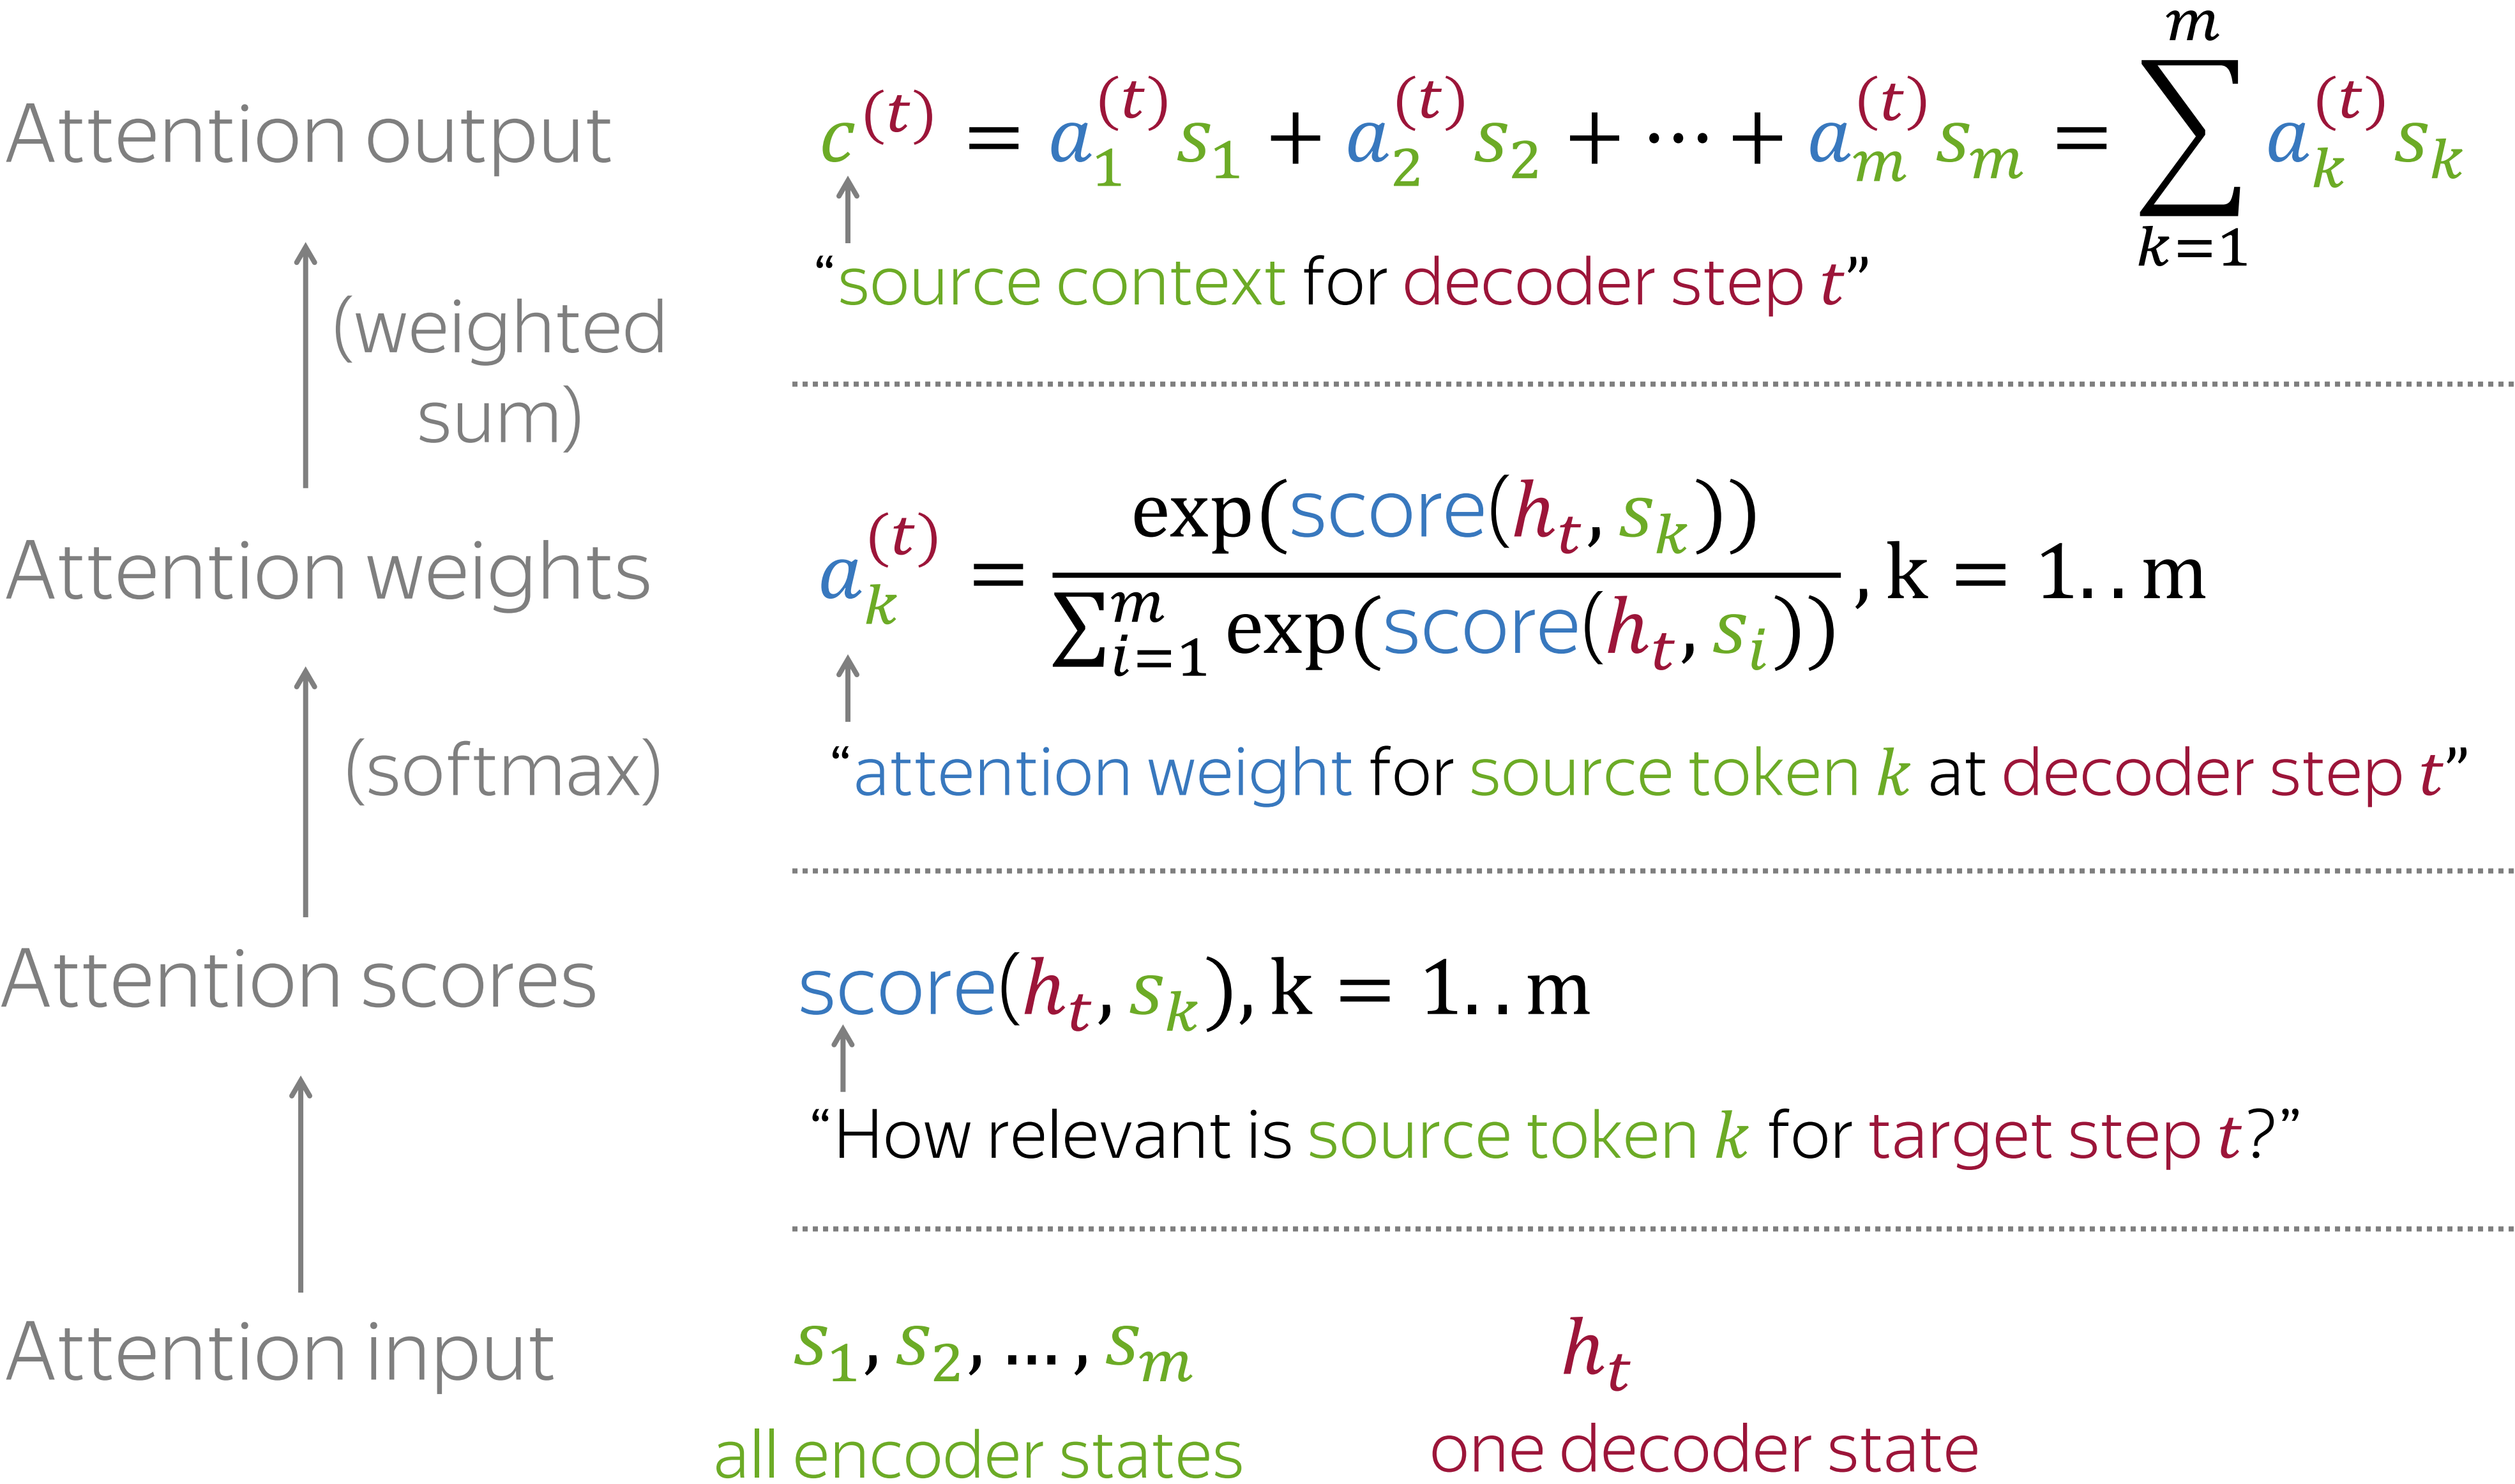 Attention output
c^(t) = a_1^(t) s_1 + a_2^(t) s_2 + ⋯ + a_m^(t) s_m = ∑_{k=1}^{m} a_k^(t) s_k
“source context for decoder step t”
(weighted
sum)
Attention weights
a_k^(t) = exp(score(h_t, s_k)) / ∑_{i=1}^{m} exp(score(h_t, s_i)), k = 1..m
“attention weight for source token k at decoder step t”
(softmax)
Attention scores
score(h_t, s_k), k = 1..m
“How relevant is source token k for target step t?”
Attention input
s_1, s_2, …, s_m
h_t
all encoder states
one decoder state